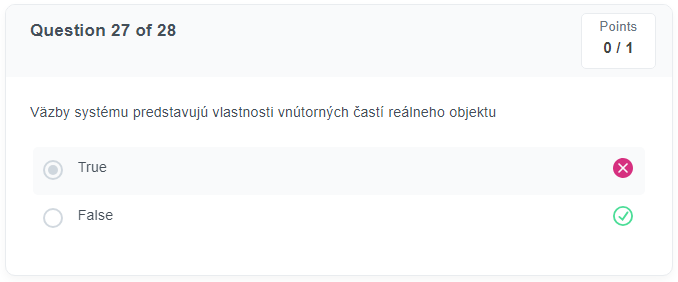 Question 27 of 28
Points
0 / 1
Väzby systému predstavujú vlastnosti vnútorných častí reálneho objektu
True
False